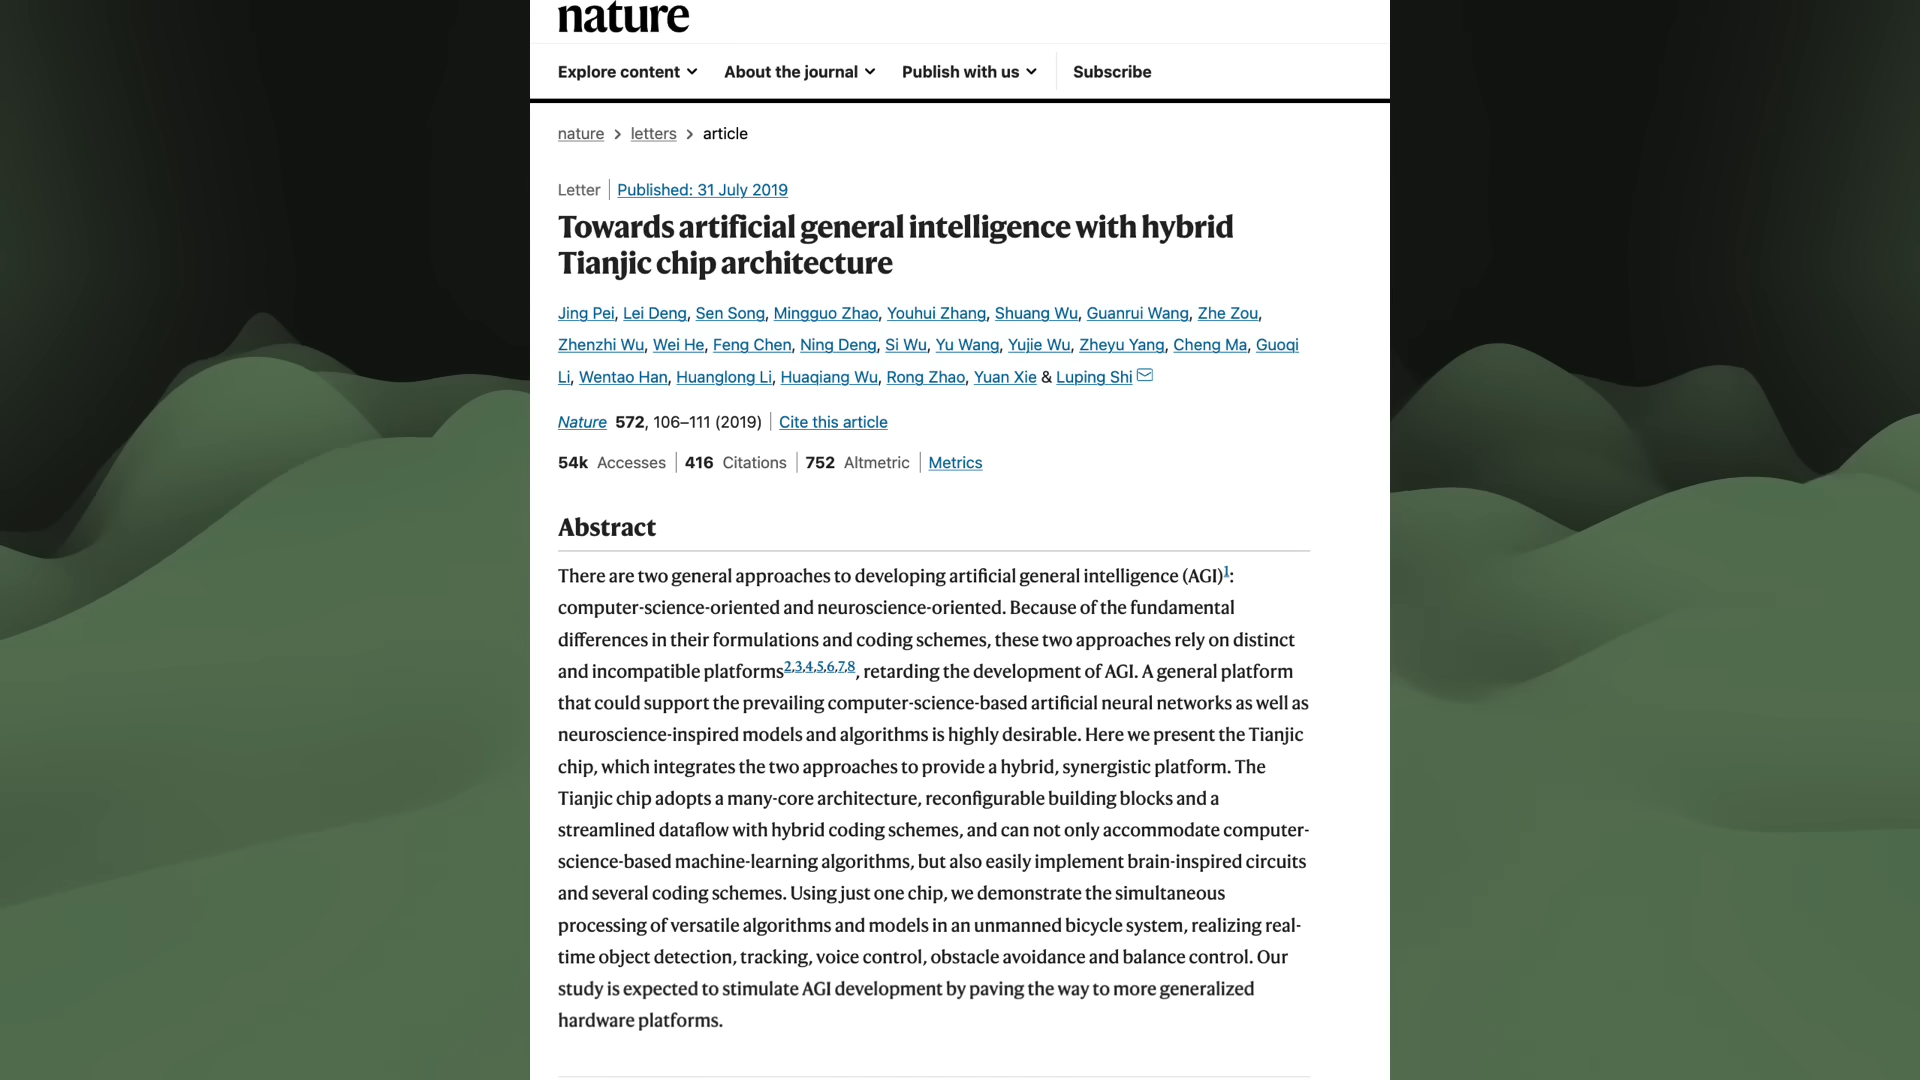 nature
Explore content
About the journal
Publish with us
Subscribe
nature > letters > article
Letter | Published: 31 July 2019
Towards artificial general intelligence with hybrid
Tianjic chip architecture
Jing Pei, Lei Deng, Sen Song, Mingguo Zhao, Youhui Zhang, Shuang Wu, Guanrui Wang, Zhe Zou,
Zhenzhi Wu, Wei He, Feng Chen, Ning Deng, Si Wu, Yu Wang, Yujie Wu, Zheyu Yang, Cheng Ma, Guoqi
Li, Wentao Han, Huanglong Li, Huaqiang Wu, Rong Zhao, Yuan Xie & Luping Shi
Nature 572, 106–111 (2019) | Cite this article
54k Accesses | 416 Citations | 752 Altmetric | Metrics
Abstract
There are two general approaches to developing artificial general intelligence (AGI)1:
computer-science-oriented and neuroscience-oriented. Because of the fundamental
differences in their formulations and coding schemes, these two approaches rely on distinct
and incompatible platforms2,3,4,5,6,7,8, retarding the development of AGI. A general platform
that could support the prevailing computer-science-based artificial neural networks as well as
neuroscience-inspired models and algorithms is highly desirable. Here we present the Tianjic
chip, which integrates the two approaches to provide a hybrid, synergistic platform. The
Tianjic chip adopts a many-core architecture, reconfigurable building blocks and a
streamlined dataflow with hybrid coding schemes, and can not only accommodate computer-
science-based machine-learning algorithms, but also easily implement brain-inspired circuits
and several coding schemes. Using just one chip, we demonstrate the simultaneous
processing of versatile algorithms and models in an unmanned bicycle system, realizing real-
time object detection, tracking, voice control, obstacle avoidance and balance control. Our
study is expected to stimulate AGI development by paving the way to more generalized
hardware platforms.